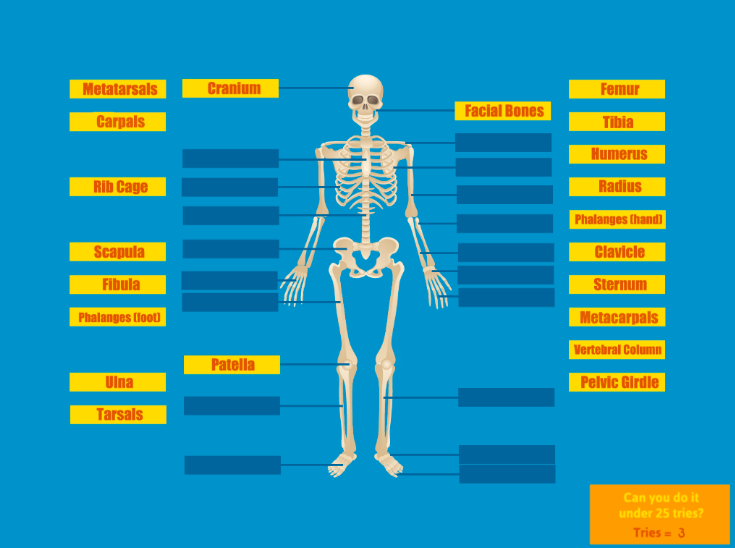 Metatarsals
Cranium
Femur
Facial Bones
Carpals
Tibia
Humerus
Rib Cage
Radius
Phalanges (hand)
Scapula
Clavicle
Fibula
Sternum
Phalanges (foot)
Metacarpals
Vertebral Column
Patella
Ulna
Pelvic Girdle
Tarsals
Can you do it
under 25 tries?
Tries = 3